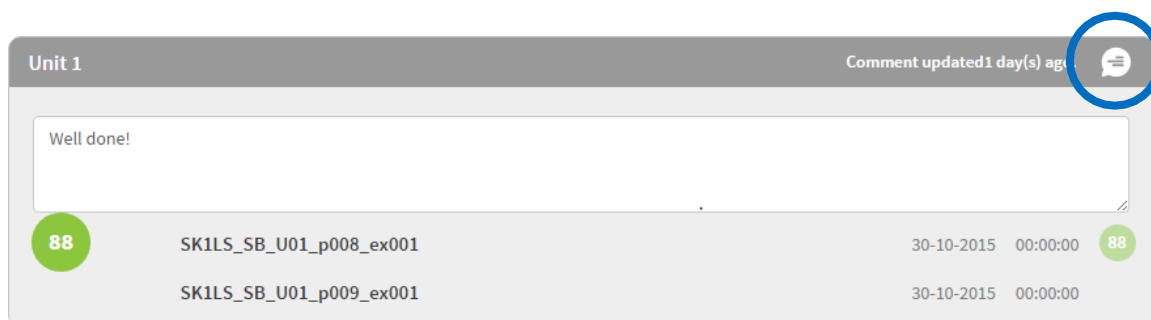 Unit 1 Comment updated1 day(s) ago.
Well done!
88 SK1LS_SB_U01_p008_ex001 30-10-2015 00:00:00 88
SK1LS_SB_U01_p009_ex001 30-10-2015 00:00:00